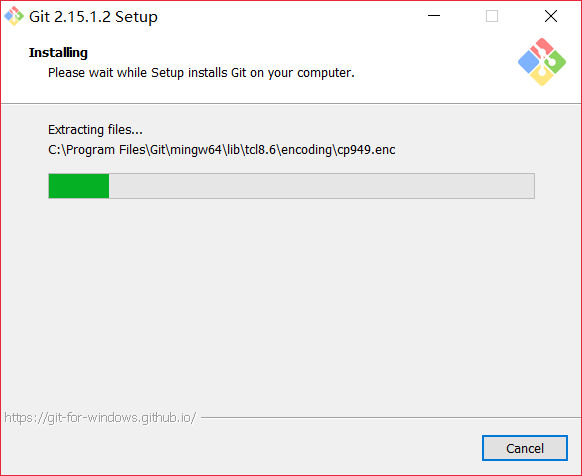 Git 2.15.1.2 Setup
Installing
Please wait while Setup installs Git on your computer.
Extracting files...
C:\Program Files\Git\mingw64\lib\tcl8.6\encoding\cp949.enc
https://git-for-windows.github.io/
Cancel